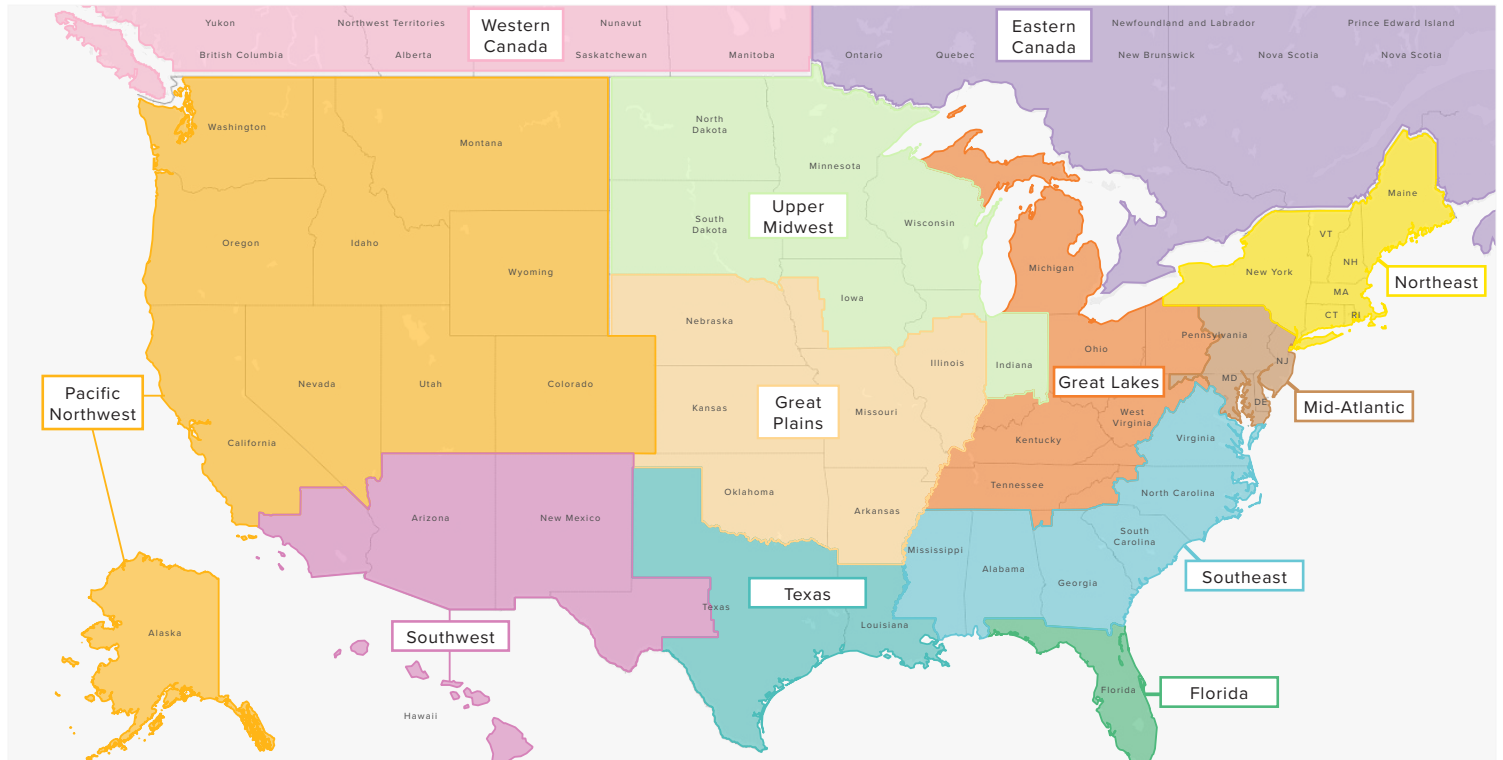 Yukon
Northwest Territories
Western
Canada
Nunavut
British Columbia
Alberta
Saskatchewan
Manitoba
Eastern
Canada
Newfoundland and Labrador
Prince Edward Island
Ontario
Quebec
New Brunswick
Nova Scotia
Nova Scotia
Washington
Montana
North
Dakota
Minnesota
Maine
Upper
Midwest
South
Dakota
Wisconsin
Oregon
Idaho
Wyoming
Michigan
New York
VT
NH
MA
CT
RI
Northeast
Iowa
Nebraska
Illinois
Indiana
Ohio
Pennsylvania
NJ
MD
DE
Great Lakes
Mid-Atlantic
Pacific
Northwest
Nevada
Utah
Colorado
Kansas
Great
Plains
Missouri
West
Virginia
Kentucky
Virginia
California
Tennessee
North Carolina
Oklahoma
Arkansas
Arizona
New Mexico
South
Carolina
Mississippi
Alabama
Georgia
Southeast
Texas
Texas
Louisiana
Alaska
Southwest
Hawaii
Florida
Florida